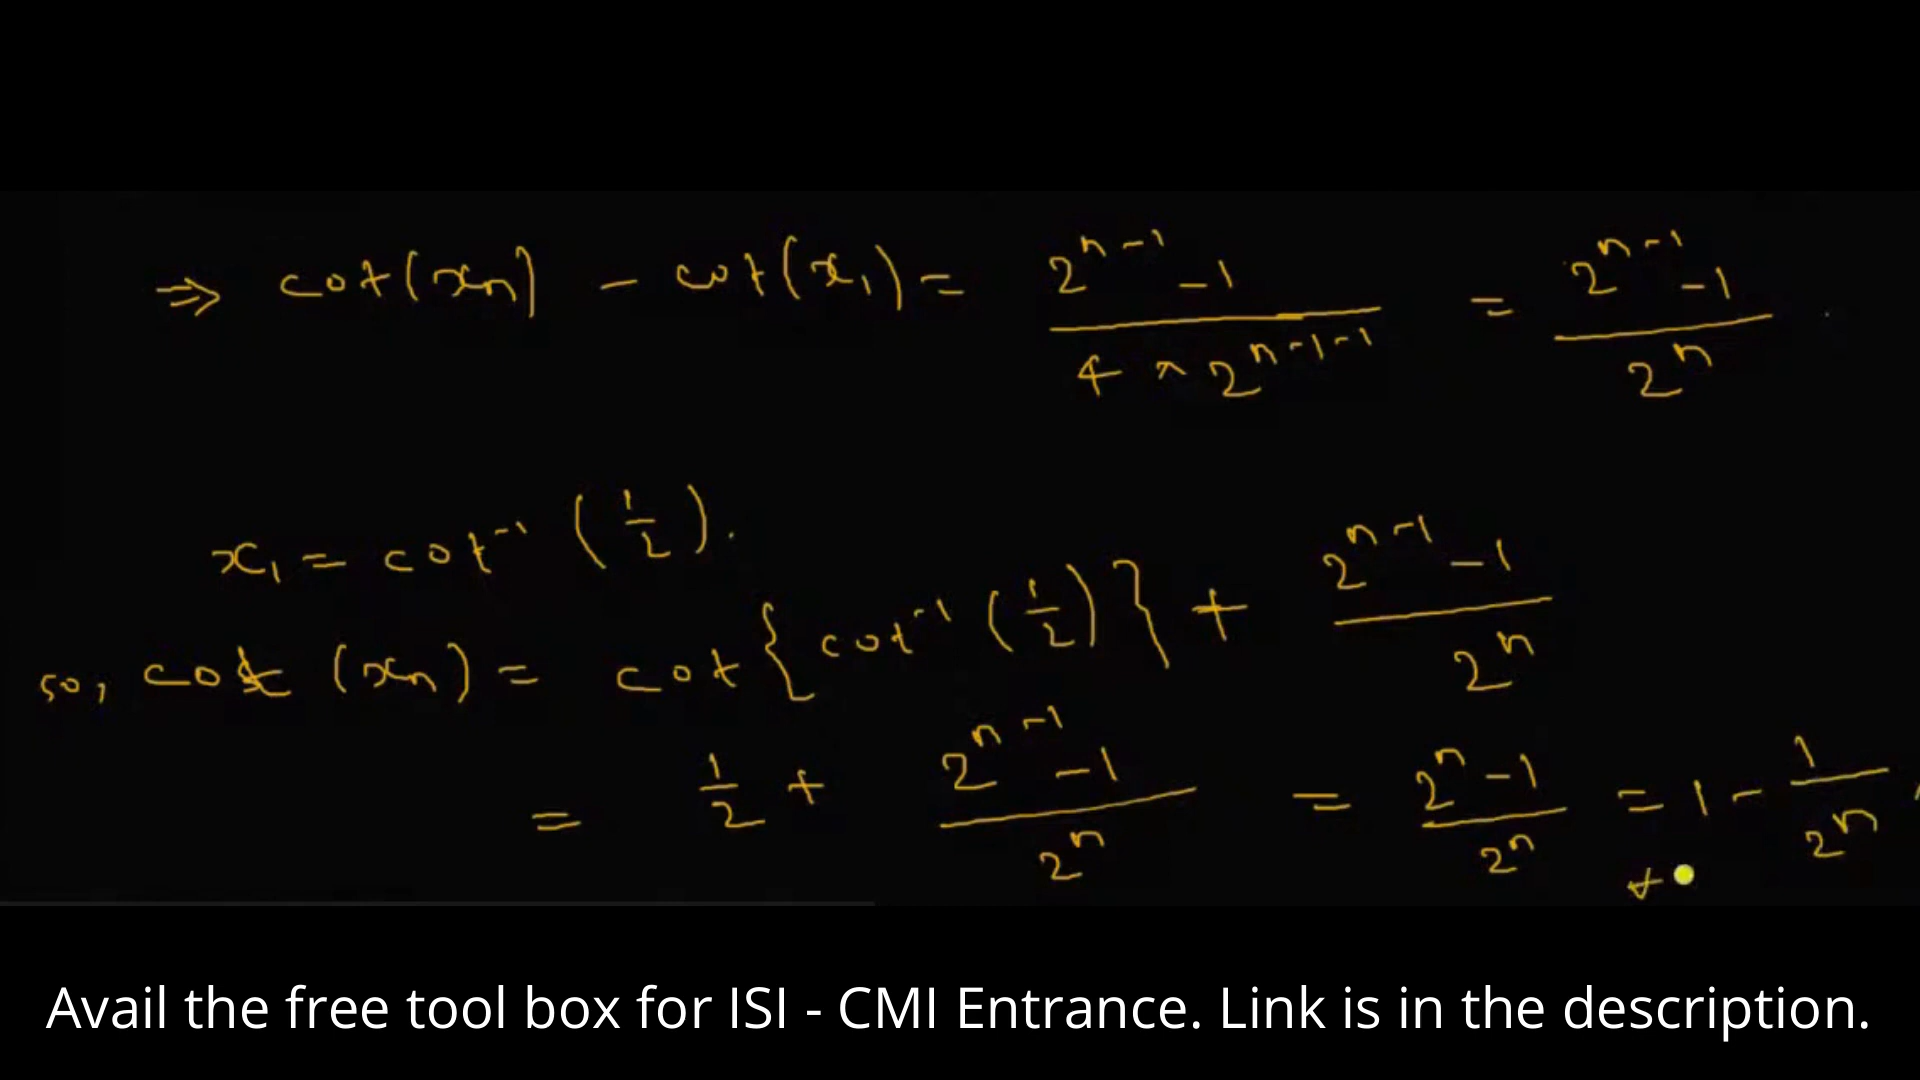 ⇒ cot(xₙ) - cot(x₁) = (2^(n-1) - 1)/(4 × 2^(n-1-1)) = (2^(n-1) - 1)/2^n
x₁ = cot⁻¹ (1/2).
so, cot (xₙ) = cot{cot⁻¹ (1/2)} + (2^(n-1) - 1)/2^n
= 1/2 + (2^(n-1) - 1)/2^n = (2^n - 1)/2^n = 1 - 1/2^n
Avail the free tool box for ISI - CMI Entrance. Link is in the description.